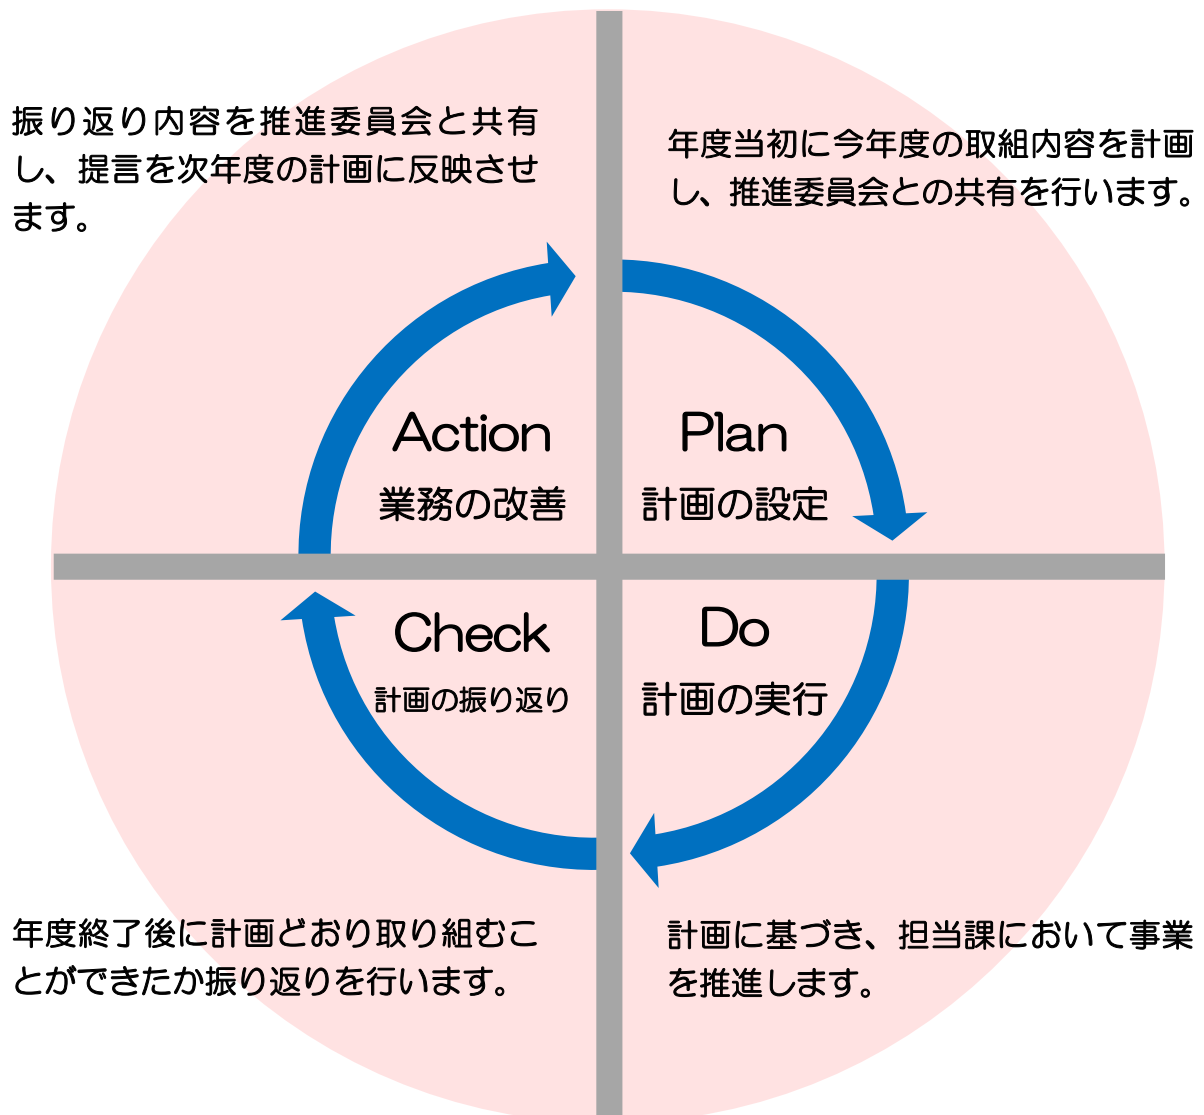 振り返り内容を推進委員会と共有
し、提言を次年度の計画に反映させ
ます。
年度当初に今年度の取組内容を計画
し、推進委員会との共有を行います。
Action
業務の改善
Plan
計画の設定
Check
計画の振り返り
Do
計画の実行
年度終了後に計画どおり取り組むこ
とができたか振り返りを行います。
計画に基づき、担当課において事業
を推進します。